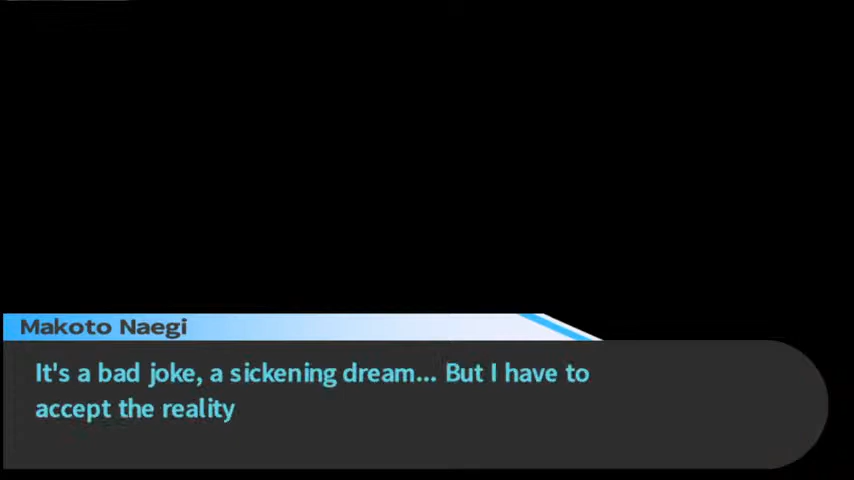 Makoto Naegi
It's a bad joke, a sickening dream... But I have to
accept the reality